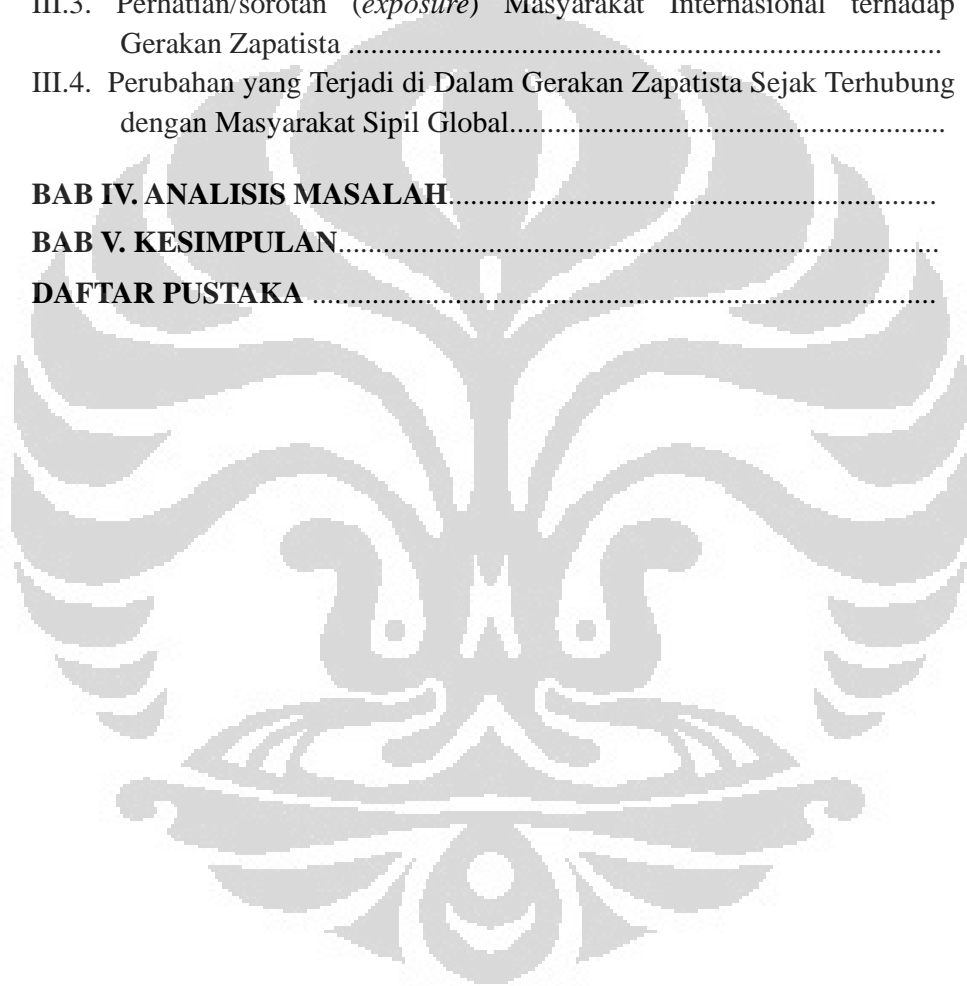 III.3. Perhatian/sorotan (exposure) Masyarakat Internasional terhadap
Gerakan Zapatista ..................................................................
III.4. Perubahan yang Terjadi di Dalam Gerakan Zapatista Sejak Terhubung
dengan Masyarakat Sipil Global................................................
BAB IV. ANALISIS MASALAH......................................................
BAB V. KESIMPULAN...................................................................
DAFTAR PUSTAKA .....................................................................